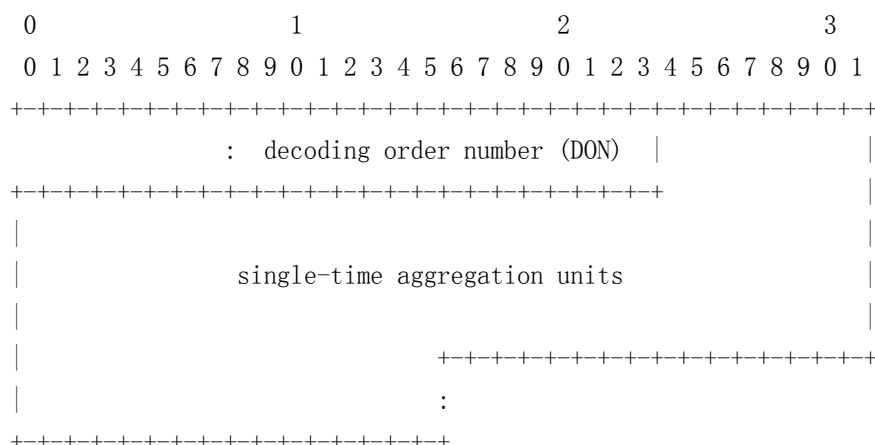 0 1 2 3
0 1 2 3 4 5 6 7 8 9 0 1 2 3 4 5 6 7 8 9 0 1 2 3 4 5 6 7 8 9 0 1
+-+-+-+-+-+-+-+-+-+-+-+-+-+-+-+-+-+-+-+-+-+-+-+-+-+-+-+-+-+-+-+-+
: decoding order number (DON) | |
+-+-+-+-+-+-+-+-+-+-+-+-+-+-+-+-+-+-+-+-+-+-+-+-+ |
| |
| single-time aggregation units |
| |
| +-+-+-+-+-+-+-+-+-+-+-+-+-+-+-+-+
| :
+-+-+-+-+-+-+-+-+-+-+-+-+-+-+-+-+